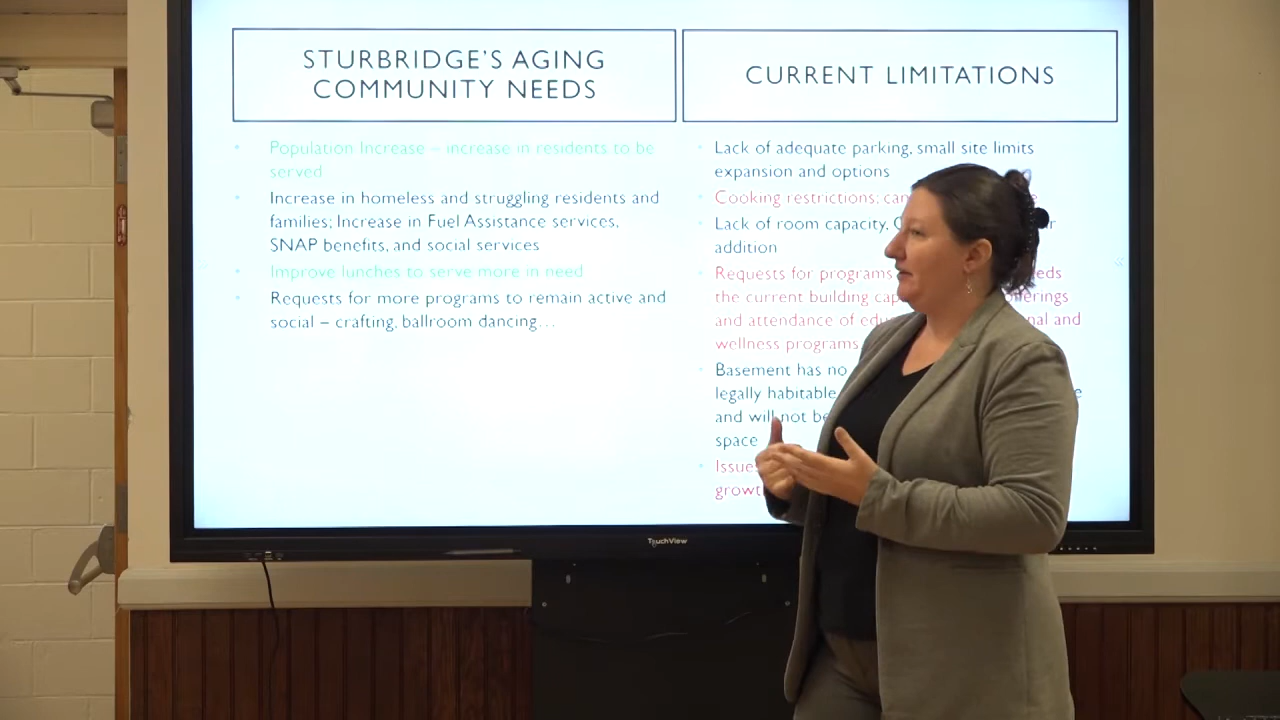 STURBRIDGE'S AGING
COMMUNITY NEEDS
Population Increase – increase in residents to be
served
Increase in homeless and struggling residents and
families; Increase in Fuel Assistance services,
SNAP benefits, and social services
Improve lunches to serve more in need
Requests for more programs to remain active and
social – crafting, ballroom dancing…
CURRENT LIMITATIONS
Lack of adequate parking, small site limits
expansion and options
Cooking restrictions;
Lack of room capacity.
addition
Requests for programs
the current building
and attendance of
wellness programs
Basement has no
legally habitable
and will not
space
growt
TouchView